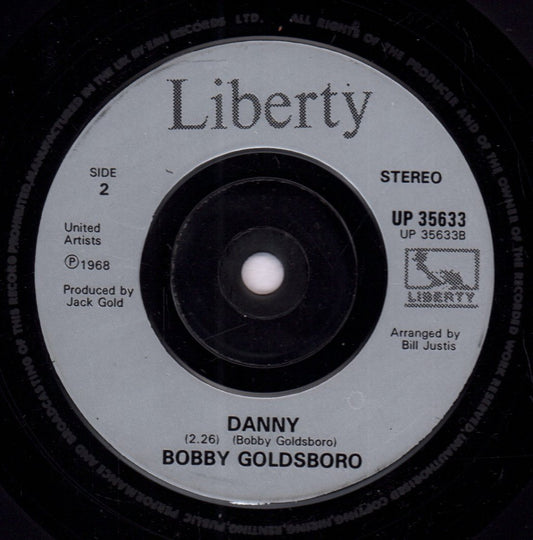 MANUFACTURED IN THE UK BY EMI RECORDS LTD. ALL RIGHTS OF THE PRODUCER AND OF THE OWNER OF THE RECORDED WORK RESERVED UNAUTHORISED COPYING, HIRING, RENTING, PUBLIC PERFORMANCE AND BROADCASTING OF THIS RECORD PROHIBITED.
Liberty
SIDE
2
STEREO
United
Artists
℗1968
Produced by
Jack Gold
UP 35633
UP 35633B
LIBERTY
Arranged by
Bill Justis
DANNY
(2.26) (Bobby Goldsboro)
BOBBY GOLDSBORO